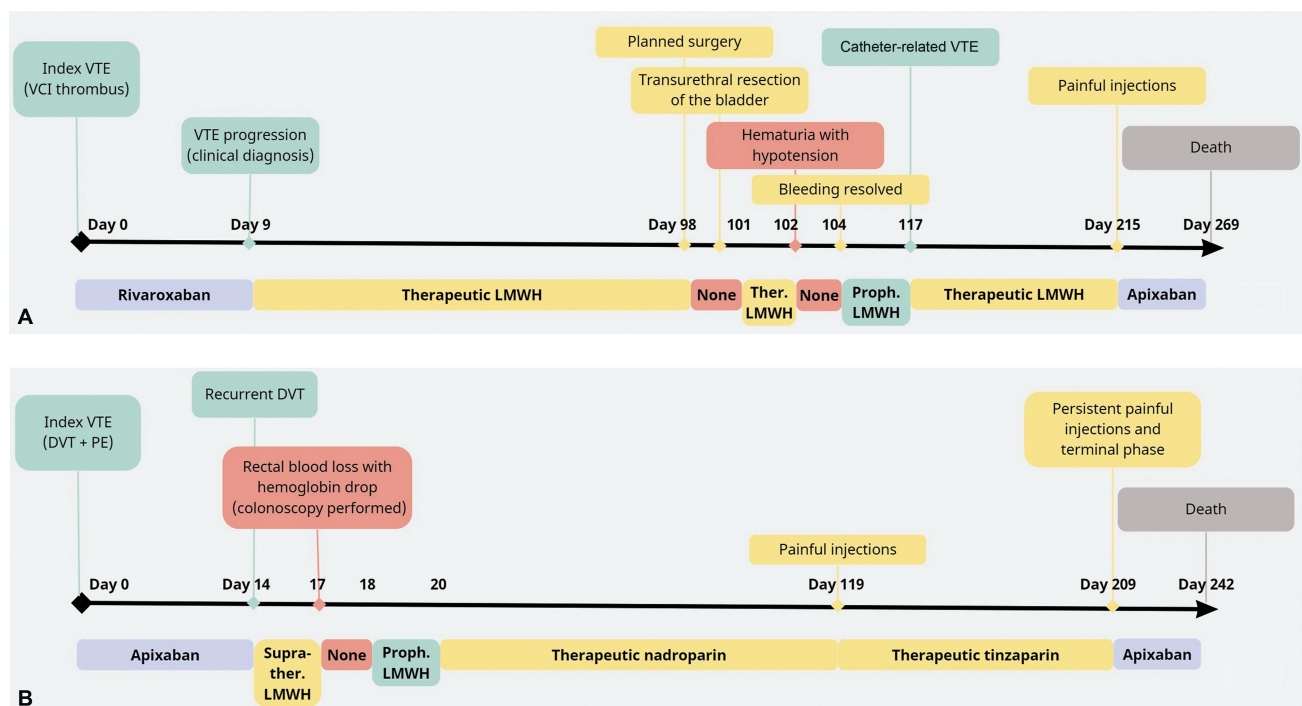 Planned surgery
Catheter-related VTE
Index VTE
(VCI thrombus)
Transurethral resection
of the bladder
Painful injections
VTE progression
(clinical diagnosis)
Hematuria with
hypotension
Death
Bleeding resolved
Day 0
Day 9
Day 98
101
102
104
117
Day 215
Day 269
Rivaroxaban
Therapeutic LMWH
None
Ther.
LMWH
None
Proph.
LMWH
Therapeutic LMWH
Apixaban
A
Recurrent DVT
Index VTE
(DVT + PE)
Persistent painful
injections and
terminal phase
Rectal blood loss with
hemoglobin drop
(colonoscopy performed)
Death
Painful injections
Day 0
Day 14
17
18
20
Day 119
Day 209
Day 242
Apixaban
Supra-
ther.
LMWH
None
Proph.
LMWH
Therapeutic nadroparin
Therapeutic tinzaparin
Apixaban
B